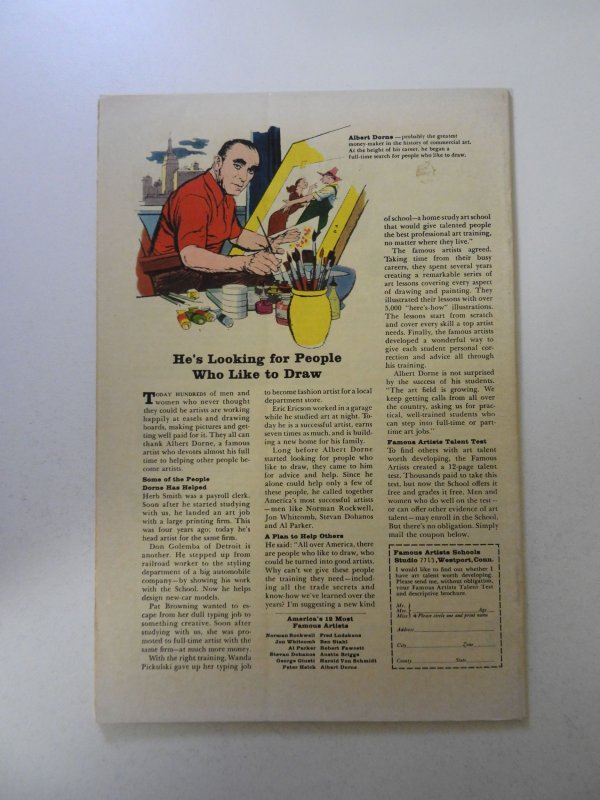 Albert Dorne —probably the greatest
money-maker in the history of commercial art.
At the height of his career, he began a
full-time search for people who like to draw.
He's Looking for People
Who Like to Draw
TODAY HUNDREDS of men and
women who never thought
they could be artists are working
happily at easels and drawing
boards, making pictures and get-
ting well paid for it. They all can
thank Albert Dorne, a famous
artist who devotes almost his full
time to helping other people be-
come artists.
Some of the People
Dorne Has Helped
Herb Smith was a payroll clerk.
Soon after he started studying
with us, he landed an art job
with a large printing firm. This
was four years ago; today he's
head artist for the same firm.
Don Golemba of Detroit is
another. He stepped up from
railroad worker to the styling
department of a big automobile
company—by showing his work
with the School. Now he helps
design new-car models.
Pat Browning wanted to es-
cape from her dull typing job to
something creative. Soon after
studying with us, she was pro-
moted to full-time artist with the
same firm—at much more money.
With the right training, Wanda
Pickulski gave up her typing job
to become fashion artist for a local
department store.
Eric Ericson worked in a garage
while he studied art at night. To-
day he is a successful artist, earns
seven times as much, and is build-
ing a new home for his family.
Long before Albert Dorne
started looking for people who
like to draw, they came to him
for advice and help. Since he
alone could help only a few of
these people, he called together
America's most successful artists
—men like Norman Rockwell,
Jon Whitcomb, Stevan Dohanos
and Al Parker.
A Plan to Help Others
He said: "All over America, there
are people who like to draw, who
could be turned into good artists.
Why can't we give these people
the training they need—includ-
ing all the trade secrets and
know-how we've learned over the
years? I'm suggesting a new kind
America's 12 Most
Famous Artists
Norman Rockwell Fred Ludekens
Jon Whitcomb Ben Stahl
Al Parker Robert Fawcett
Stevan Dohanos Austin Briggs
George Giusti Harold Von Schmidt
Peter Helck Albert Dorne
of school—a home-study art school
that would give talented people
the best professional art training,
no matter where they live."
The famous artists agreed.
Taking time from their busy
careers, they spent several years
creating a remarkable series of
art lessons covering every aspect
of drawing and painting. They
illustrated their lessons with over
5,000 "here's-how" illustrations.
The lessons start from scratch
and cover every skill a top artist
needs. Finally, the famous artists
developed a wonderful way to
give each student personal cor-
rection and advice all through
his training.
Albert Dorne is not surprised
by the success of his students.
"The art field is growing. We
keep getting calls from all over
the country, asking us for prac-
tical, well-trained students who
can step into full-time or part-
time art jobs."
Famous Artists Talent Test
To find others with art talent
worth developing, the Famous
Artists created a 12-page talent
test. Thousands paid to take this
test, but now the School offers it
free and grades it free. Men and
women who do well on the test—
or can offer other evidence of art
talent—may enroll in the School.
But there's no obligation. Simply
mail the coupon below.
Famous Artists Schools
Studio 7713, Westport, Conn.
I would like to find out whether I
have art talent worth developing.
Please send me, without obligation,
your Famous Artists Talent Test
and descriptive brochure.
Mr.
Mrs. Age
Miss Please circle one and print name
Address
City Zone
County State